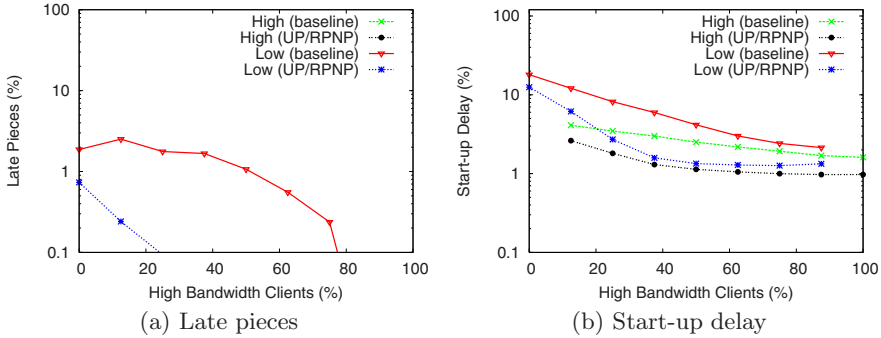 High (baseline)
High (UP/RPNP)
Low (baseline)
Low (UP/RPNP)
100
10
1
0.1
Late Pieces (%)
0 20 40 60 80 100
High Bandwidth Clients (%)
(a) Late pieces
High (baseline)
High (UP/RPNP)
Low (baseline)
Low (UP/RPNP)
100
10
1
0.1
Start-up Delay (%)
0 20 40 60 80 100
High Bandwidth Clients (%)
(b) Start-up delay